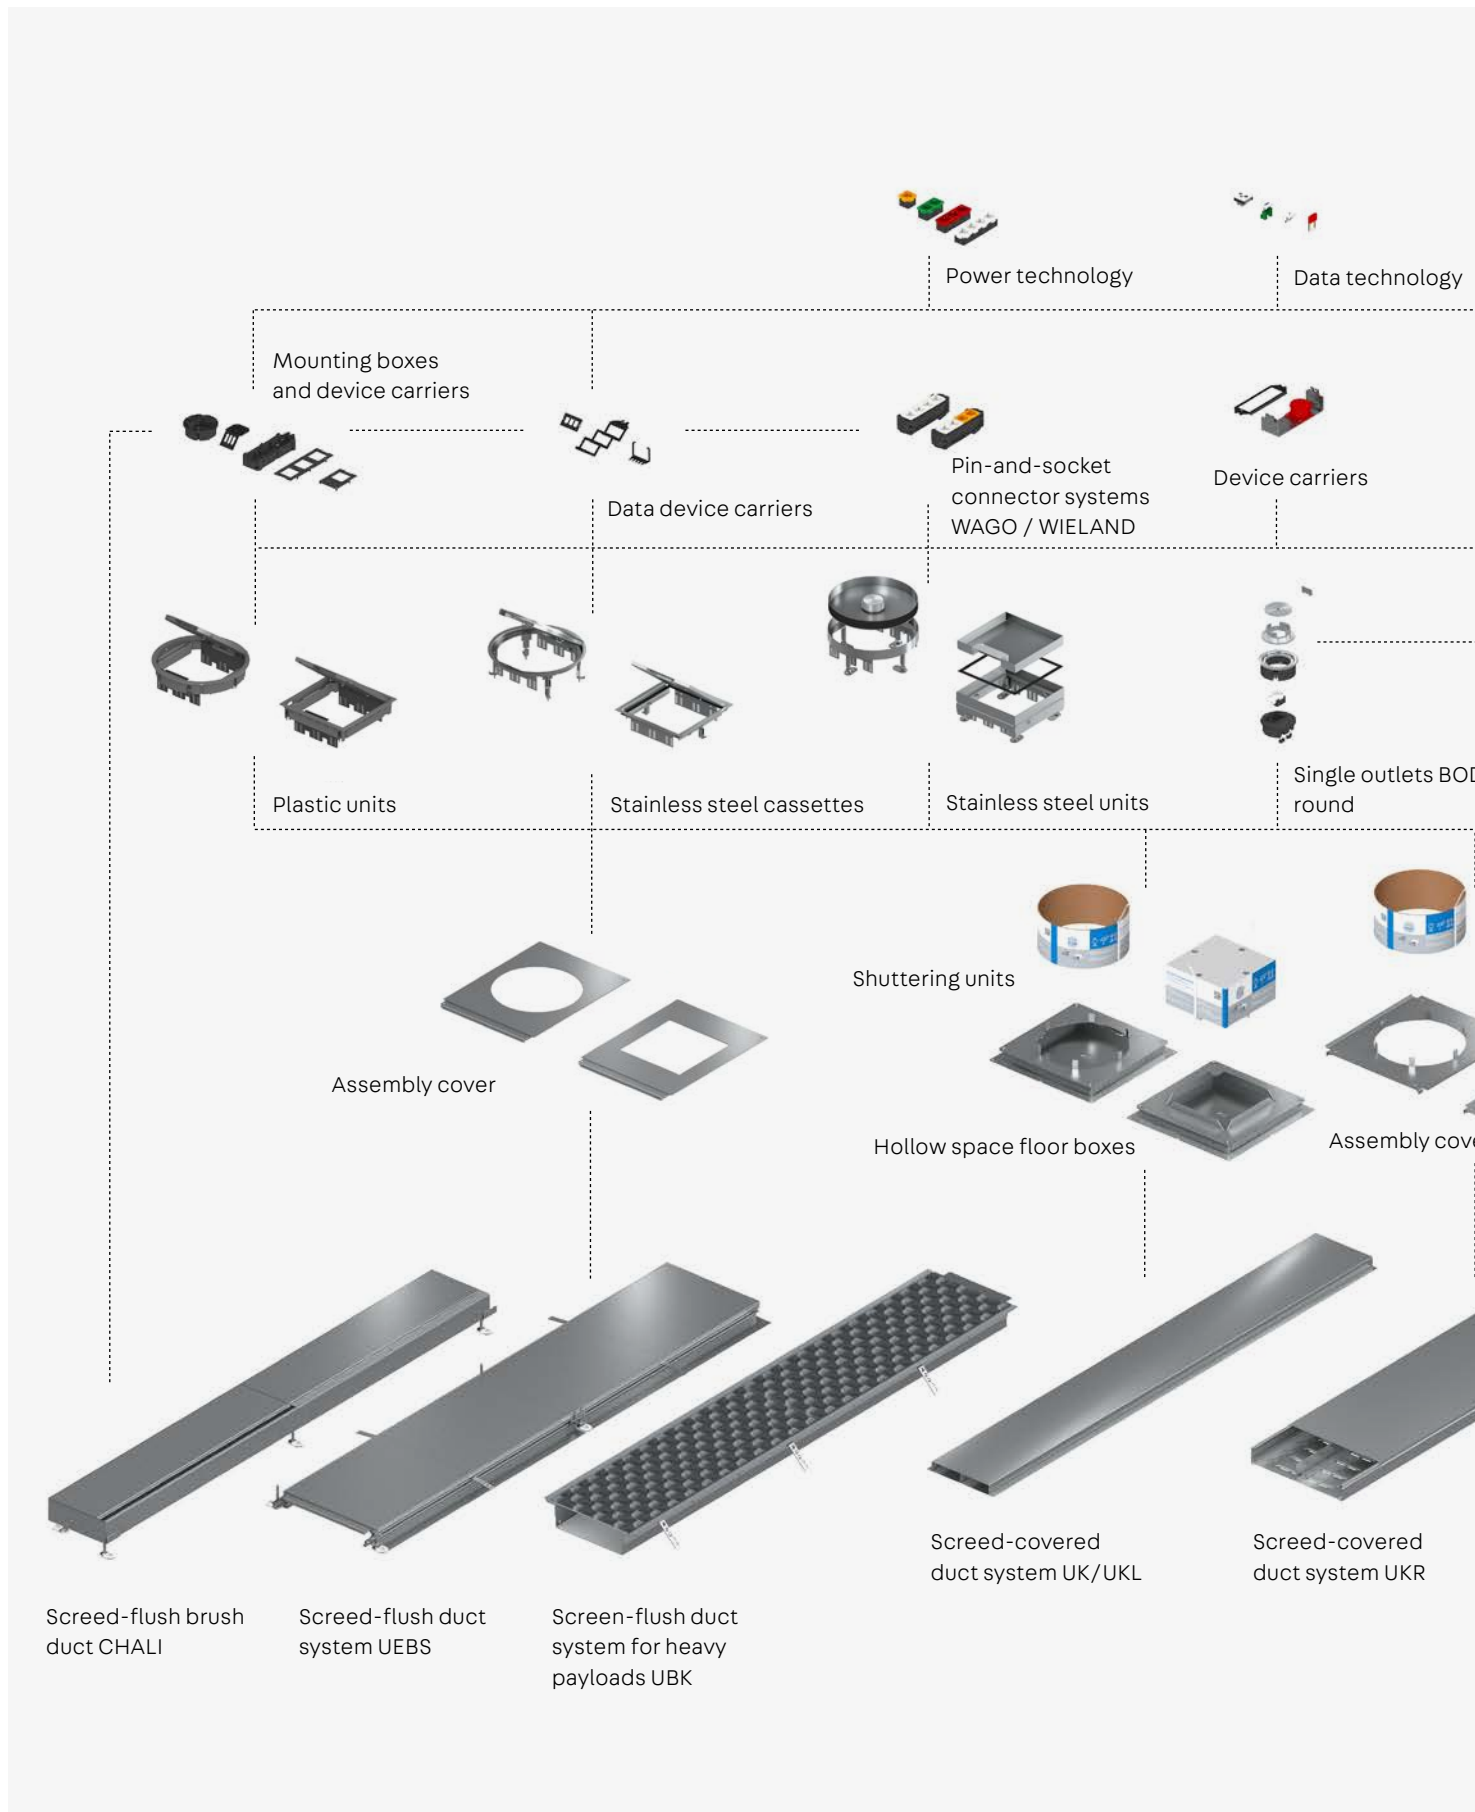 Power technology
Data technology
Mounting boxes
and device carriers
Data device carriers
Pin-and-socket
connector systems
WAGO / WIELAND
Device carriers
Plastic units
Stainless steel cassettes
Stainless steel units
Single outlets
round
Shuttering units
Assembly cover
Hollow space floor boxes
Assembly
Screed-covered
duct system UK/UKL
Screed-covered
duct system UKR
Screed-flush brush
duct CHALI
Screed-flush duct
system UEBS
Screen-flush duct
system for heavy
payloads UBK